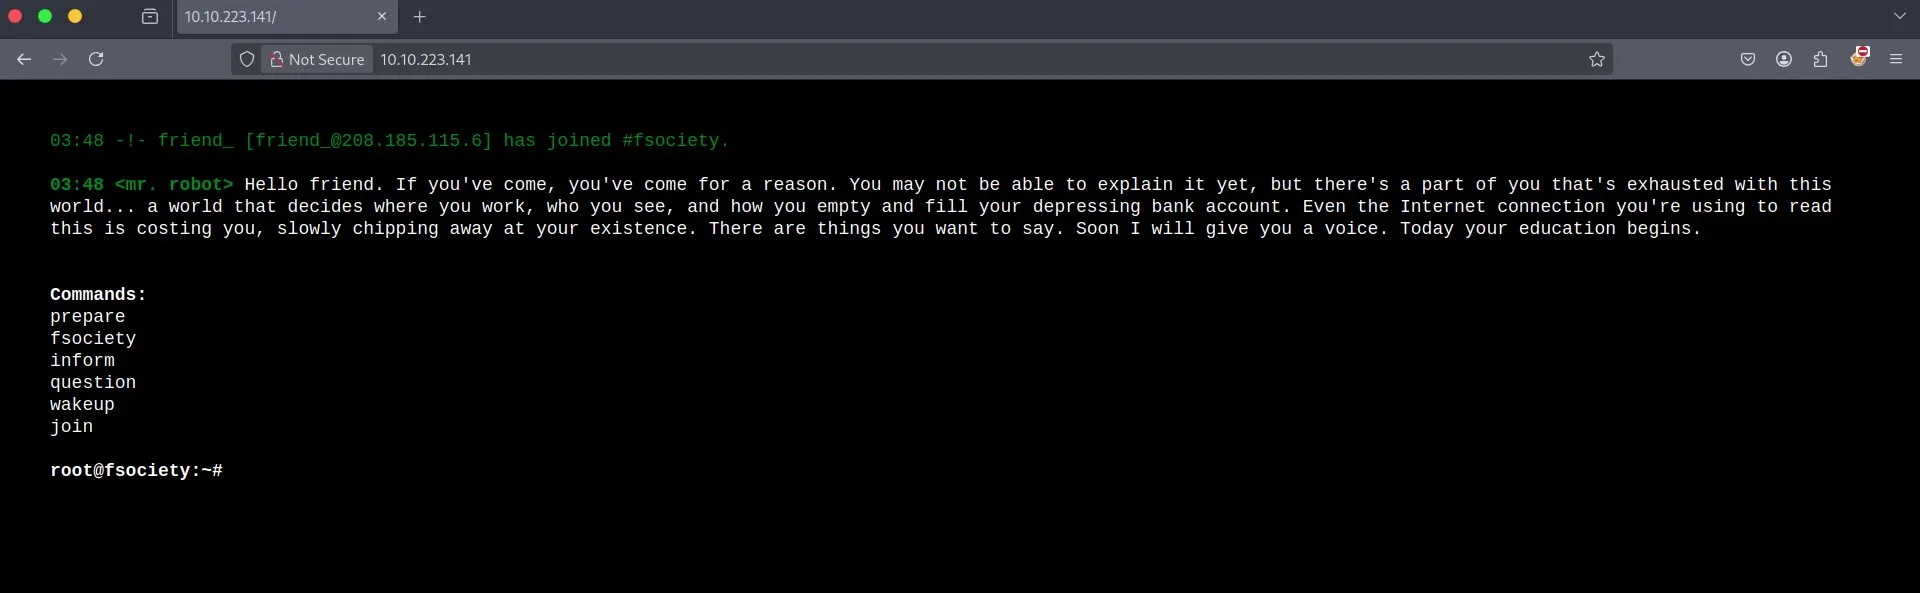 10.10.223.141/
Not Secure 10.10.223.141
03:48 -!- friend_ [friend_@208.185.115.6] has joined #fsociety.
03:48 <mr. robot> Hello friend. If you've come, you've come for a reason. You may not be able to explain it yet, but there's a part of you that's exhausted with this
world... a world that decides where you work, who you see, and how you empty and fill your depressing bank account. Even the Internet connection you're using to read
this is costing you, slowly chipping away at your existence. There are things you want to say. Soon I will give you a voice. Today your education begins.
Commands:
prepare
fsociety
inform
question
wakeup
join
root@fsociety:~#